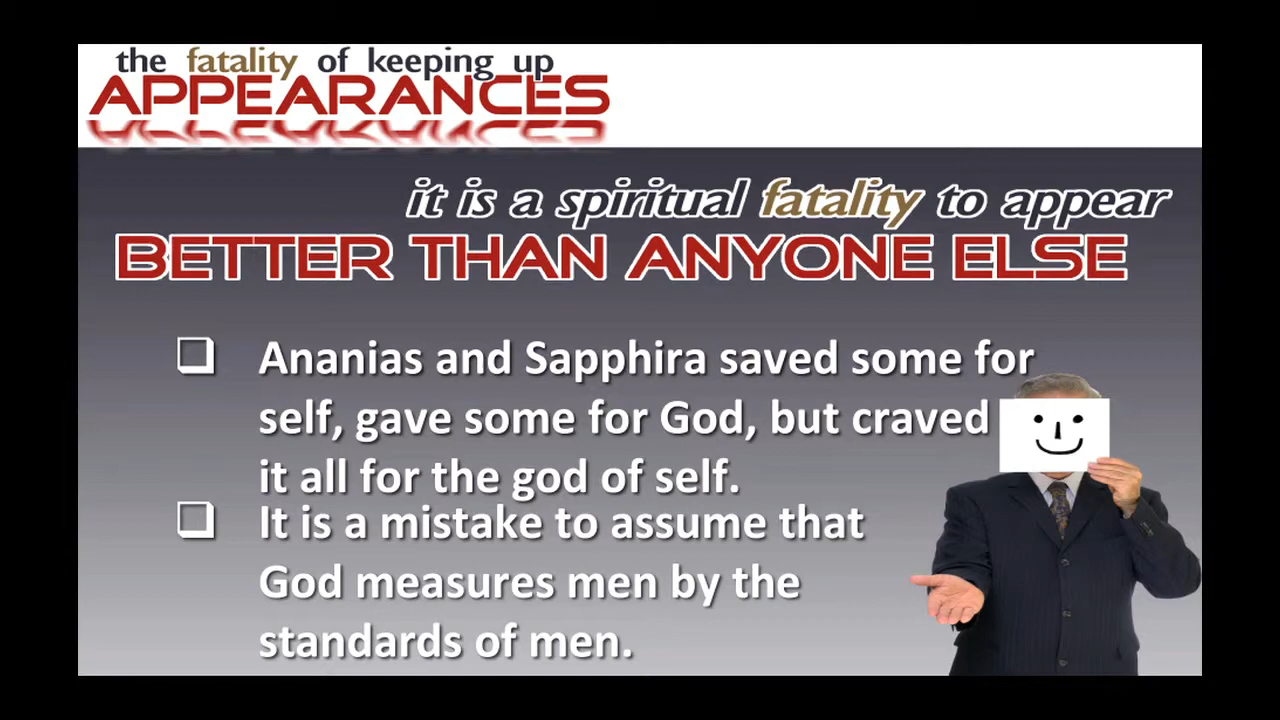 the fatality of keeping up
APPEARANCES
it is a spiritual fatality to appear
BETTER THAN ANYONE ELSE
❑ Ananias and Sapphira saved some for
self, gave some for God, but craved
it all for the god of self.
❑ It is a mistake to assume that
God measures men by the
standards of men.